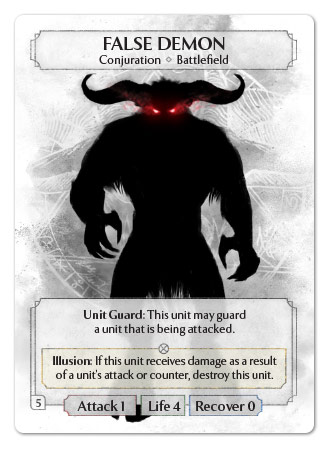 FALSE DEMON
Conjuration ⋄ Battlefield
Unit Guard: This unit may guard
a unit that is being attacked.
Illusion: If this unit receives damage as a result
of a unit's attack or counter, destroy this unit.
5
Attack 1 Life 4 Recover 0